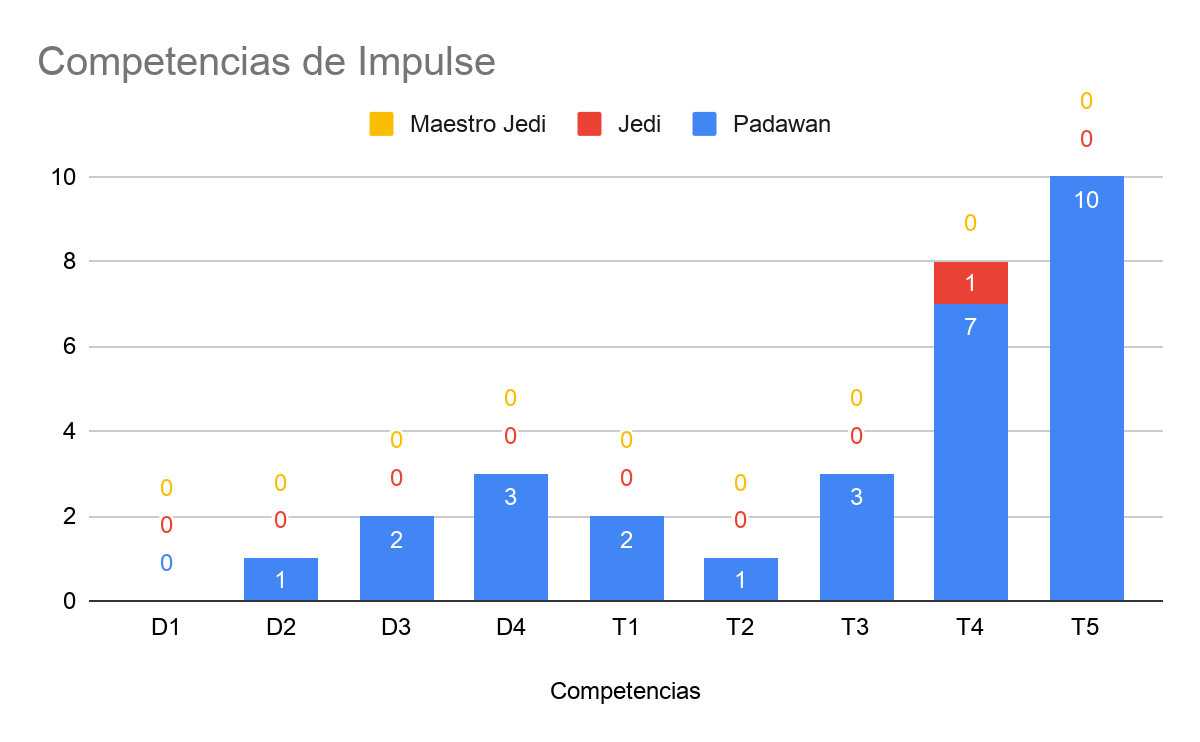 Competencias de Impulse
Maestro Jedi Jedi Padawan
0
0
10
10
0
8
1
7
6
0 0
4 0 0 0 0
3 3
0 0 0 0
2 0 0 2 2 0
0 1 1
0
D1 D2 D3 D4 T1 T2 T3 T4 T5
Competencias